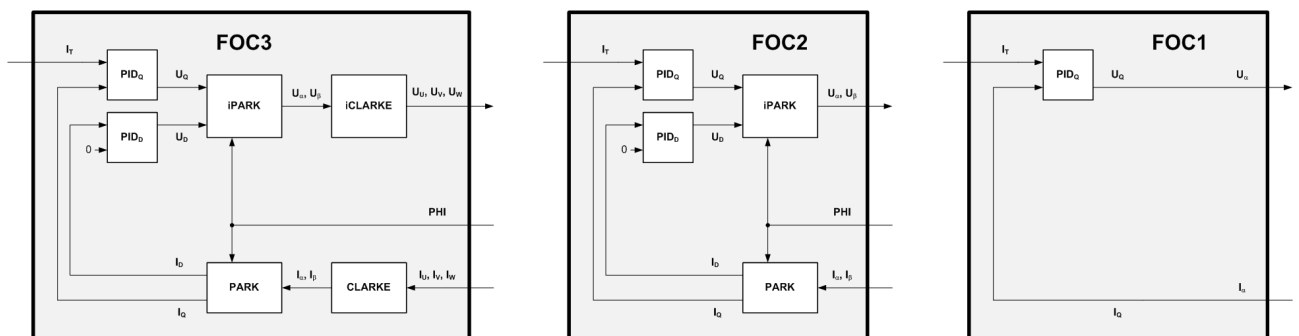 FOC3
I_T
PID_Q
U_Q
iPARK
U_α, U_β
iCLARKE
U_U, U_V, U_W
PID_D
U_D
0
PHI
I_D
PARK
I_α, I_β
CLARKE
I_U, I_V, I_W
I_Q
FOC2
I_T
PID_Q
U_Q
iPARK
U_α, U_β
PID_D
U_D
0
PHI
I_D
PARK
I_α, I_β
I_Q
FOC1
I_T
PID_Q
U_Q
U_α
I_α
I_Q